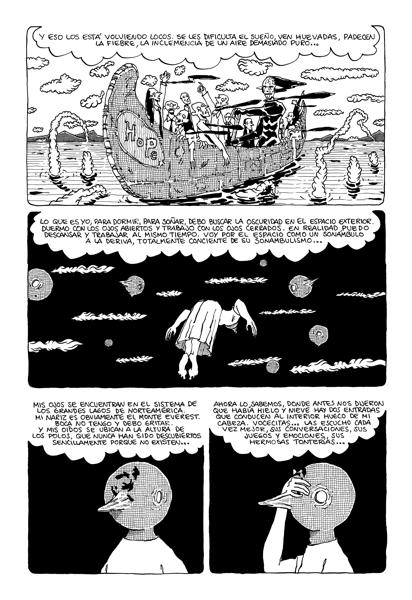 Y ESO LOS ESTÁ VOLVIENDO LOCOS. SE LES DIFICULTA EL SUEÑO, VEN HUEVADAS, PADECEN
LA FIEBRE, LA INCLEMENCIA DE UN AIRE DEMASIADO PURO...
HOPE
LO QUE ES YO, PARA DORMIR, PARA SOÑAR, DEBO BUSCAR LA OSCURIDAD EN EL ESPACIO EXTERIOR.
DUERMO CON LOS OJOS ABIERTOS Y TRABAJO CON LOS OJOS CERRADOS. EN REALIDAD PUEDO
DESCANSAR Y TRABAJAR AL MISMO TIEMPO. VOY POR EL ESPACIO COMO UN SONÁMBULO
A LA DERIVA, TOTALMENTE CONCIENTE DE SU SONAMBULISMO...
MIS OJOS SE ENCUENTRAN EN EL SISTEMA DE
LOS GRANDES LAGOS DE NORTEAMÉRICA.
MI NARIZ ES OBVIAMENTE EL MONTE EVEREST.
BOCA NO TENGO Y DEBO GRITAR.
Y MIS OIDOS SE UBICAN A LA ALTURA DE
LOS POLOS, QUE NUNCA HAN SIDO DESCUBIERTOS
SENCILLAMENTE PORQUE NO EXISTEN...
AHORA LO SABEMOS, DONDE ANTES NOS DIJERON
QUE HABÍA HIELO Y NIEVE HAY DOS ENTRADAS
QUE CONDUCEN AL INTERIOR HUECO DE MI
CABEZA. VOCECITAS... LAS ESCUCHO CADA
VEZ MEJOR, SUS CONVERSACIONES, SUS
JUEGOS Y EMOCIONES, SUS
HERMOSAS TONTERÍAS...